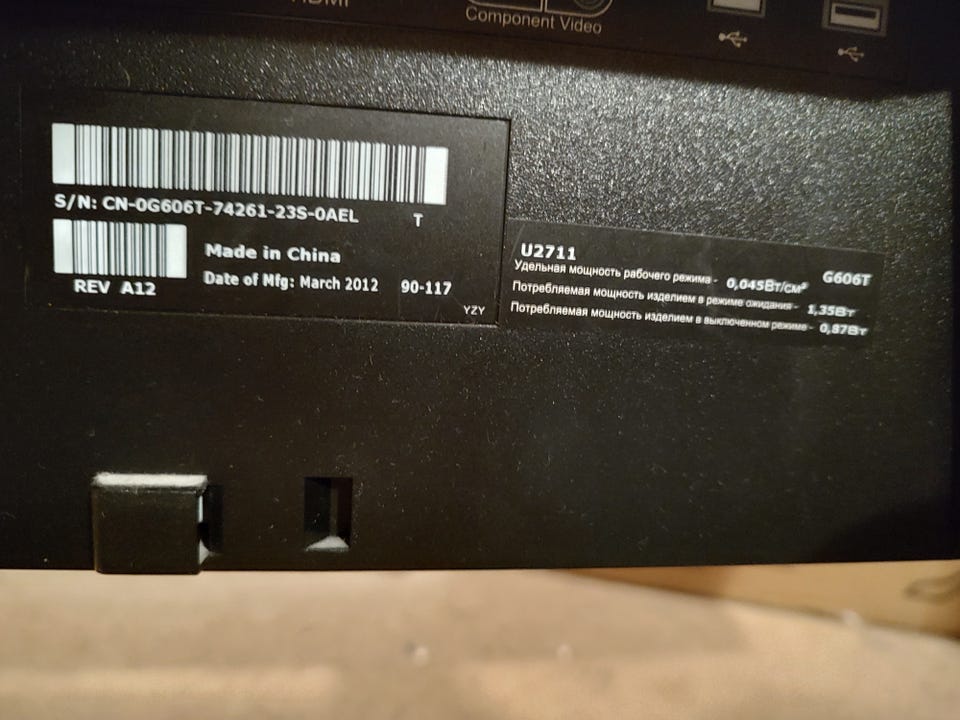 HDMI
Component Video
S/N: CN-0G606T-74261-23S-0AEL
T
Made in China
Date of Mfg: March 2012 90-117
REV A12
YZY
U2711
G606T
Удельная мощность рабочего режима - 0,045Вт/см²
Потребляемая мощность изделием в режиме ожидания - 1,35Вт
Потребляемая мощность изделием в выключенном режиме - 0,87Вт